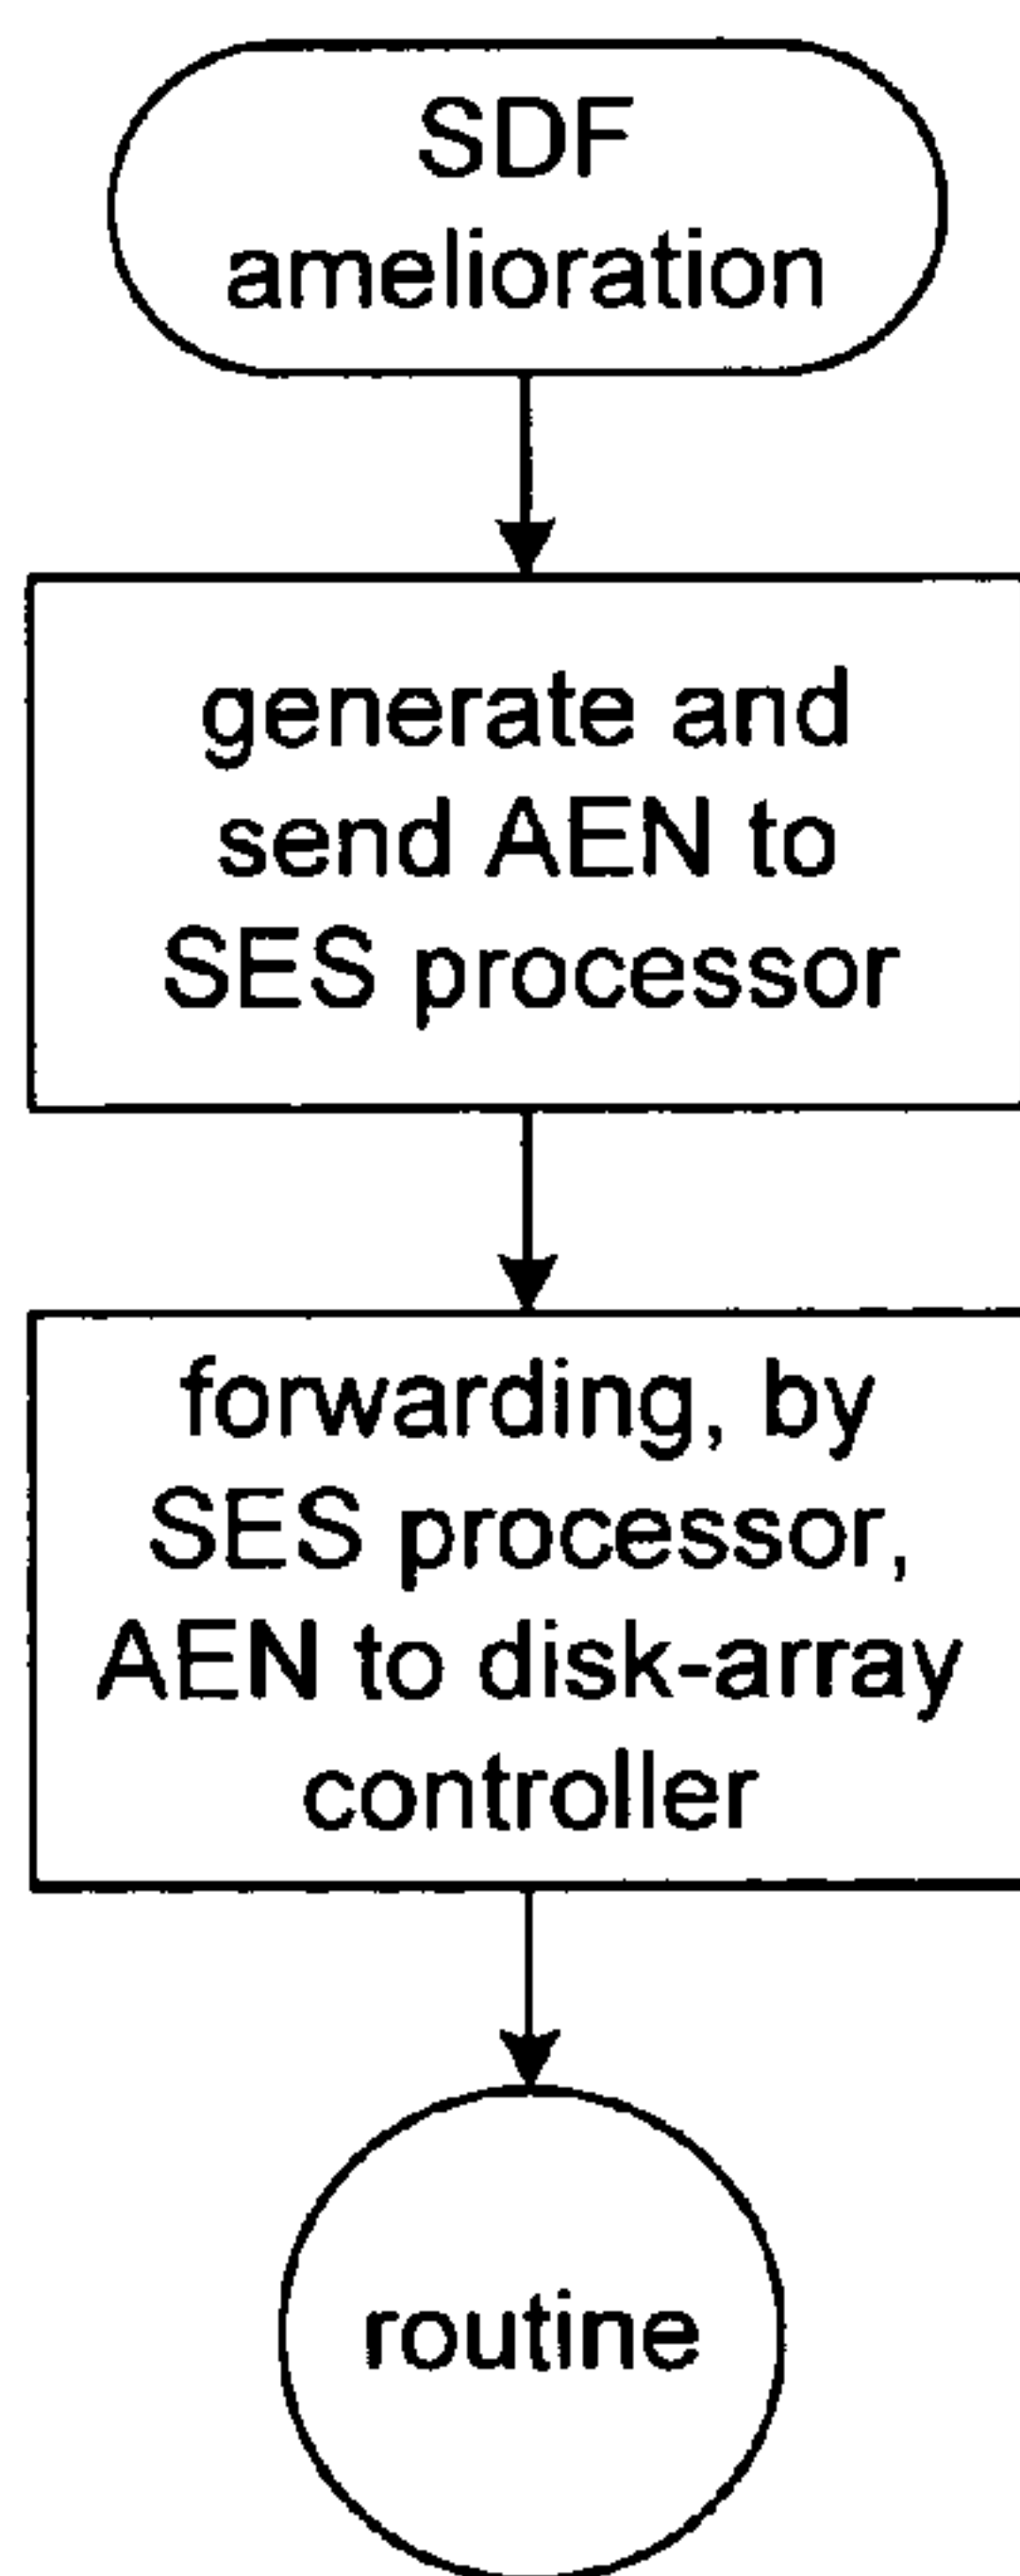 SDF
amelioration
generate and
send AEN to
SES processor
forwarding, by
SES processor,
AEN to disk-array
controller
routine